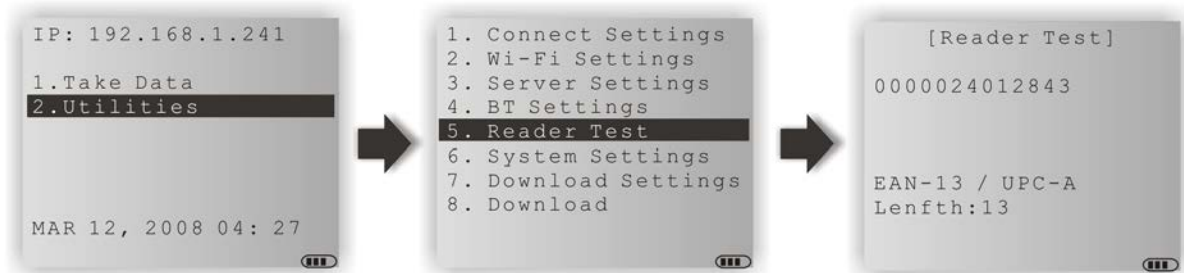 IP: 192.168.1.241
1.Take Data
2.Utilities
MAR 12, 2008 04: 27
1. Connect Settings
2. Wi-Fi Settings
3. Server Settings
4. BT Settings
5. Reader Test
6. System Settings
7. Download Settings
8. Download
[Reader Test]
0000024012843
EAN-13 / UPC-A
Lenfth:13